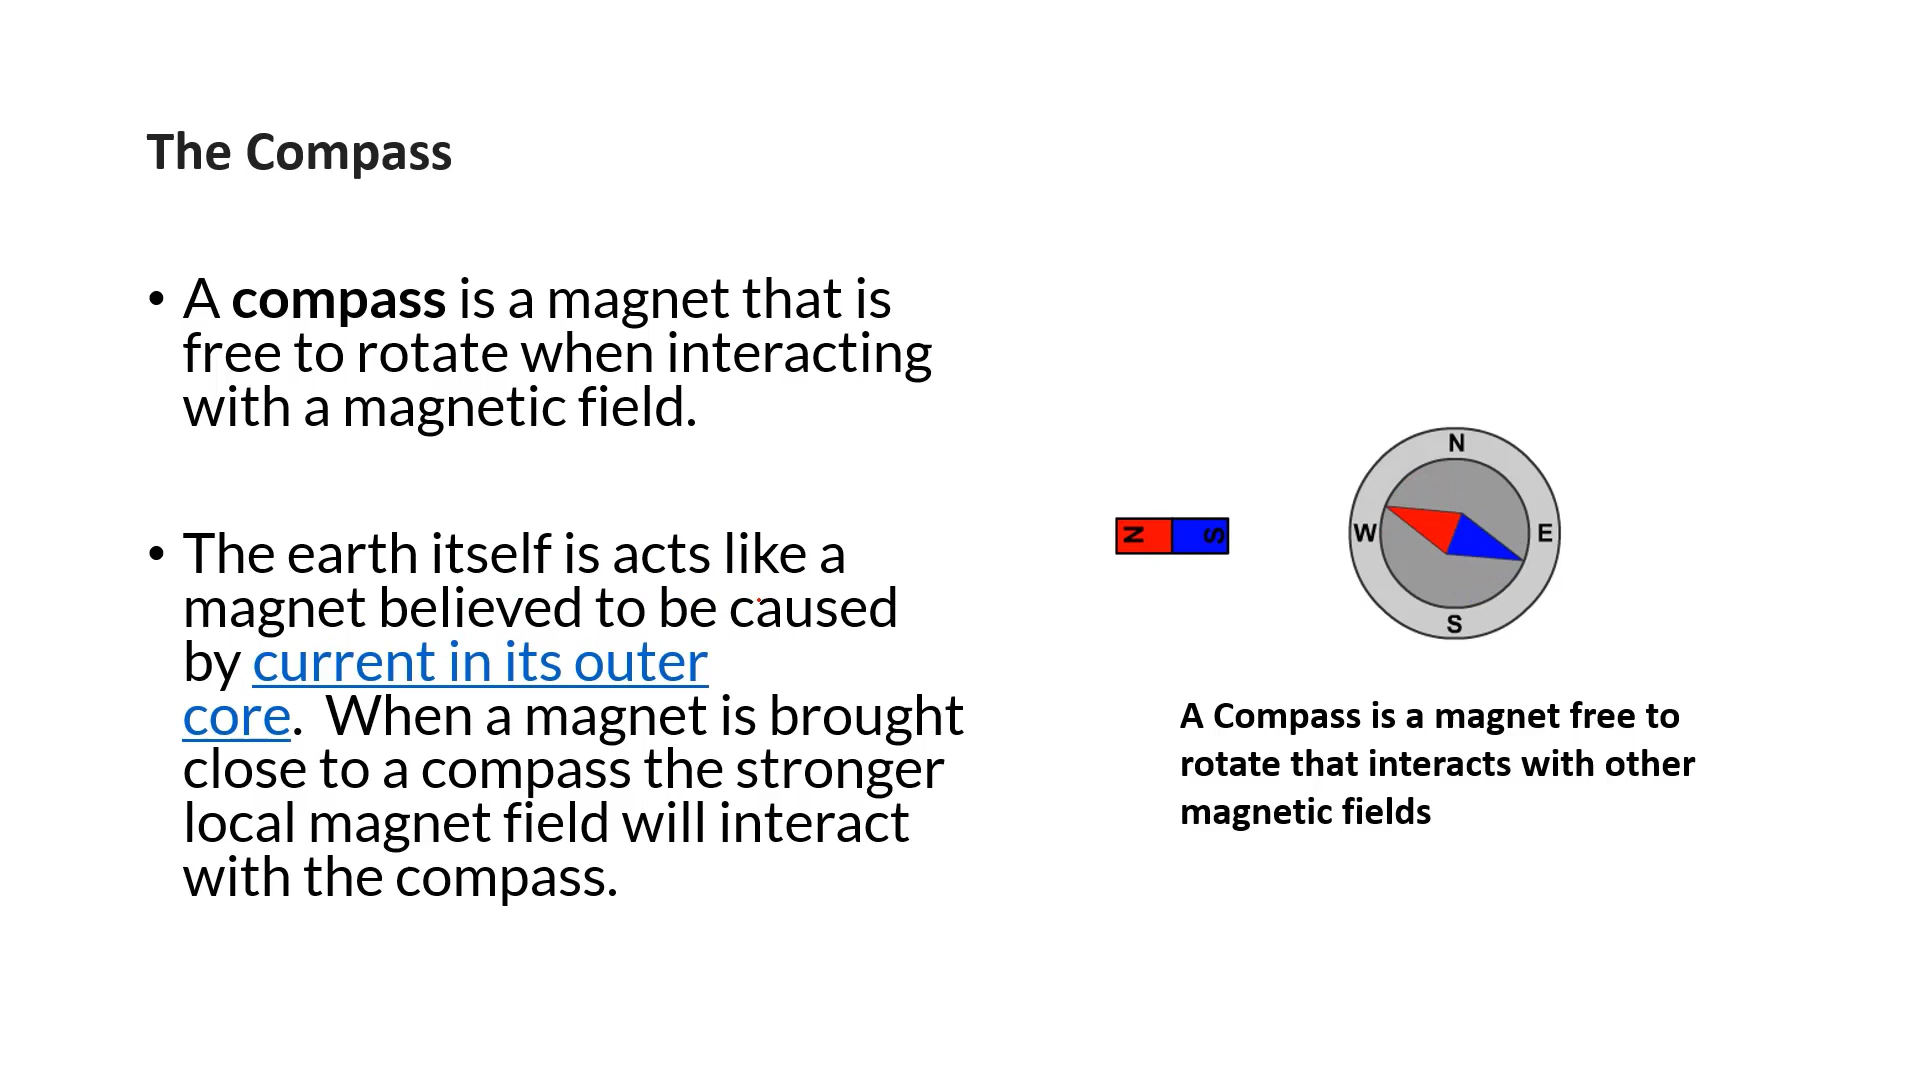 The Compass
• A compass is a magnet that is
free to rotate when interacting
with a magnetic field.
• The earth itself is acts like a
magnet believed to be caused
by current in its outer
core.  When a magnet is brought
close to a compass the stronger
local magnet field will interact
with the compass.
N S
N
W E
S
A Compass is a magnet free to
rotate that interacts with other
magnetic fields